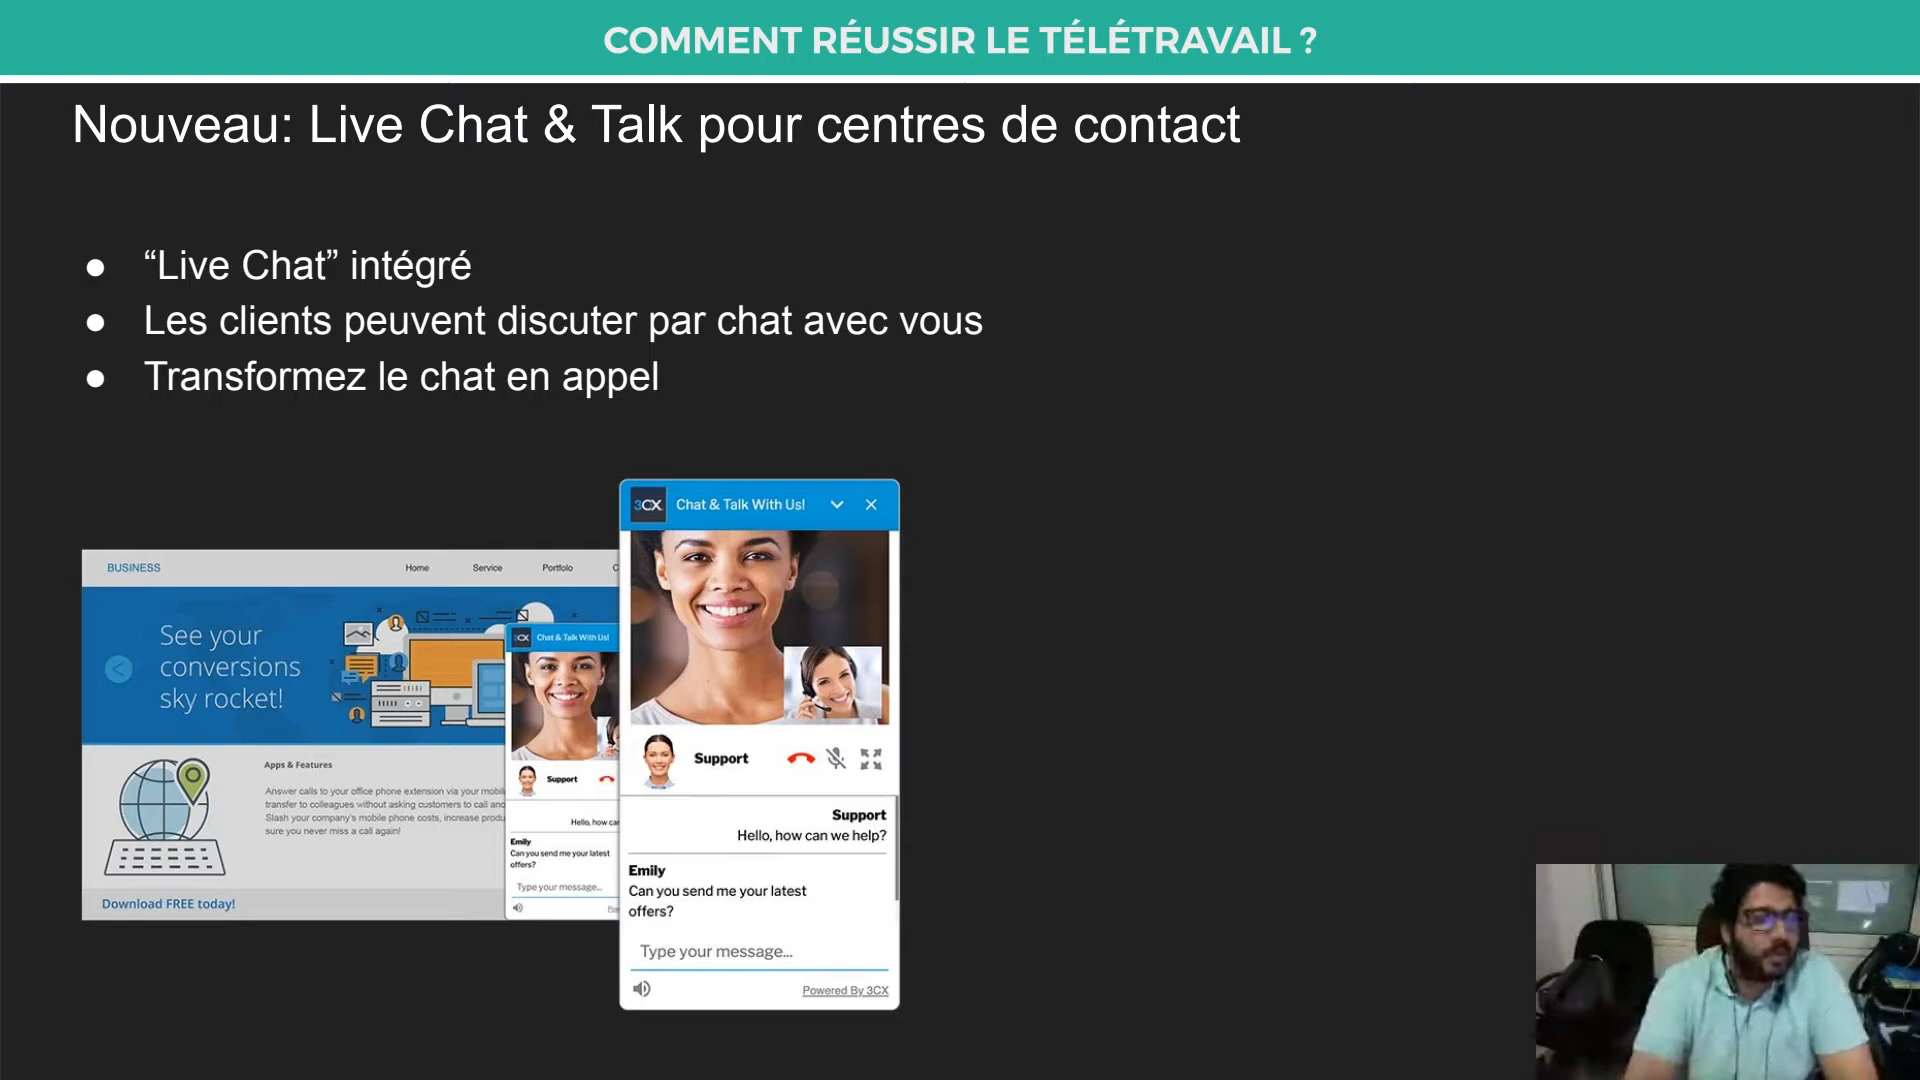 COMMENT RÉUSSIR LE TÉLÉTRAVAIL ?
Nouveau: Live Chat & Talk pour centres de contact
● “Live Chat” intégré
● Les clients peuvent discuter par chat avec vous
● Transformez le chat en appel
BUSINESS
Home Service Portfolo C
See your
conversions
sky rocket!
Apps & Features
Answer calls to your office phone extension via your mobil
transfer to colleagues without asking customers to call and
Slash your company's mobile phone costs, increase produ
sure you never miss a call again!
Download FREE today!
3CX Chat & Talk With Us!
Support
Hello, how ca
Emily
Can you send me your latest
offers?
Type your message...
3CX Chat & Talk With Us!
Support
Support
Hello, how can we help?
Emily
Can you send me your latest
offers?
Type your message...
Powered By 3CX